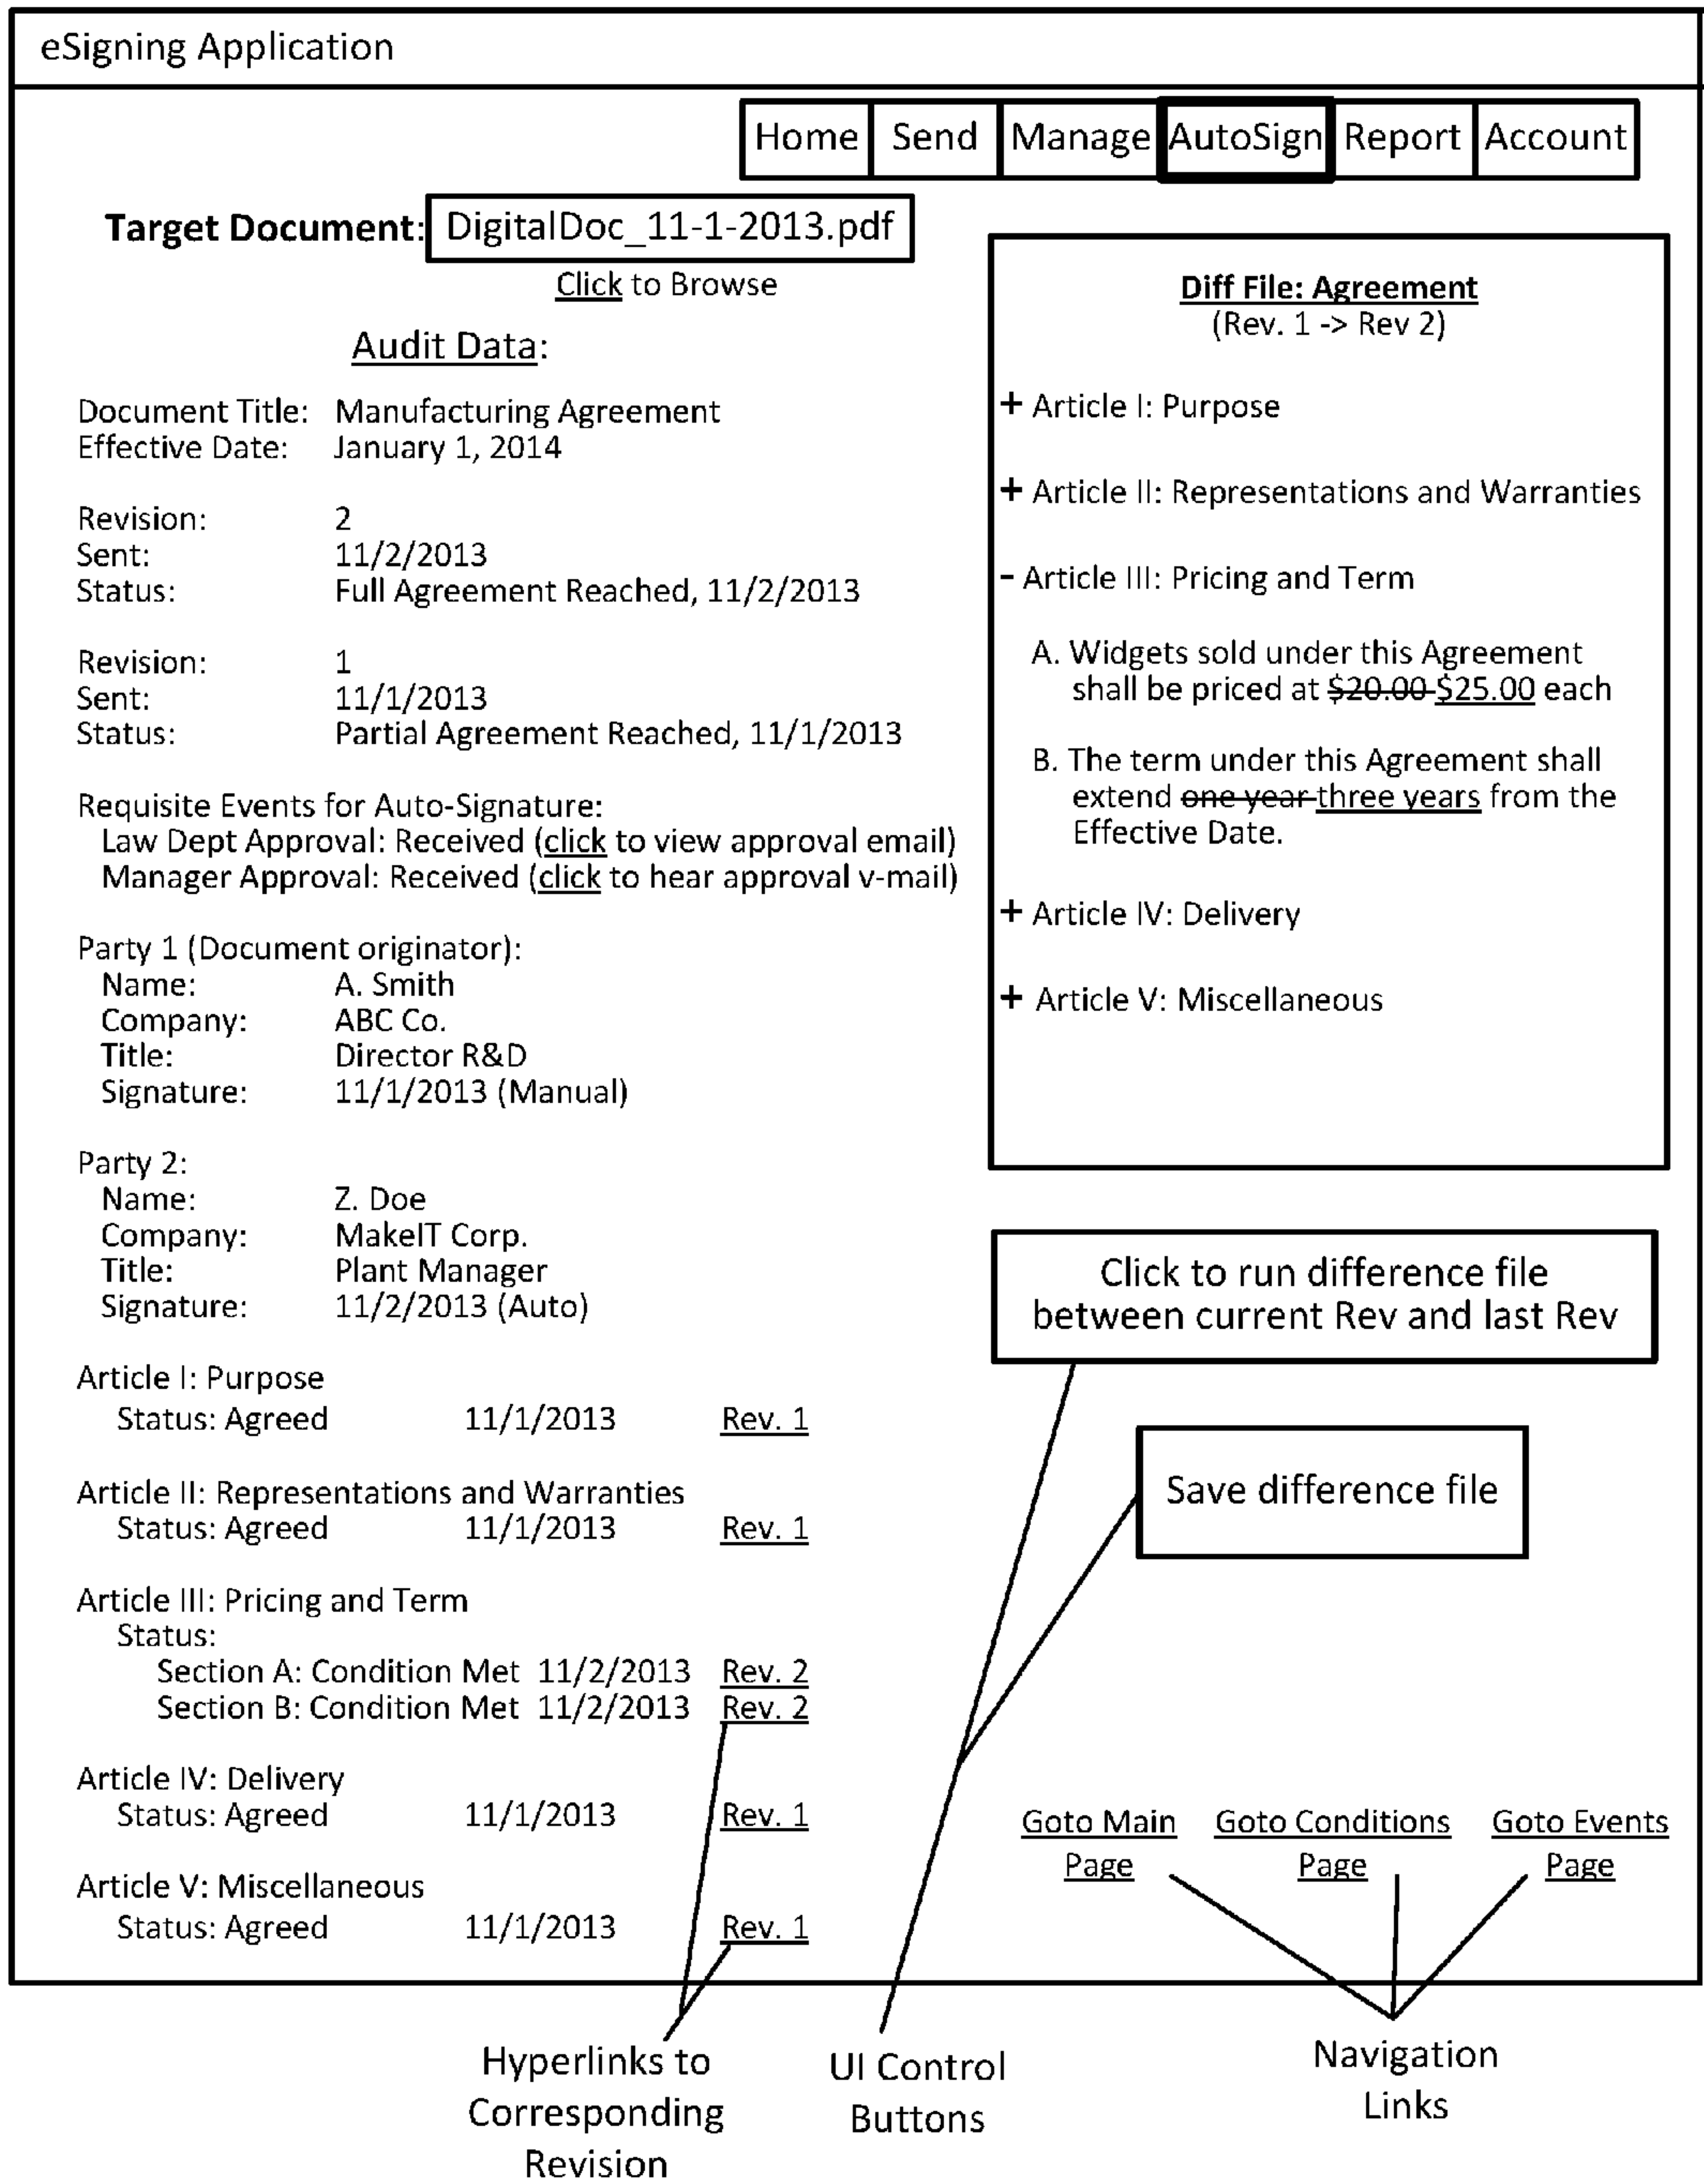 eSigning Application
Home Send Manage AutoSign Report Account
Target Document: DigitalDoc_11-1-2013.pdf
Click to Browse
Audit Data:
Document Title: Manufacturing Agreement
Effective Date: January 1, 2014
Revision: 2
Sent: 11/2/2013
Status: Full Agreement Reached, 11/2/2013
Revision: 1
Sent: 11/1/2013
Status: Partial Agreement Reached, 11/1/2013
Requisite Events for Auto-Signature:
Law Dept Approval: Received (click to view approval email)
Manager Approval: Received (click to hear approval v-mail)
Party 1 (Document originator):
Name: A. Smith
Company: ABC Co.
Title: Director R&D
Signature: 11/1/2013 (Manual)
Party 2:
Name: Z. Doe
Company: MakeIT Corp.
Title: Plant Manager
Signature: 11/2/2013 (Auto)
Article I: Purpose
Status: Agreed 11/1/2013 Rev. 1
Article II: Representations and Warranties
Status: Agreed 11/1/2013 Rev. 1
Article III: Pricing and Term
Status:
Section A: Condition Met 11/2/2013 Rev. 2
Section B: Condition Met 11/2/2013 Rev. 2
Article IV: Delivery
Status: Agreed 11/1/2013 Rev. 1
Article V: Miscellaneous
Status: Agreed 11/1/2013 Rev. 1
Diff File: Agreement
(Rev. 1 -> Rev 2)
+ Article I: Purpose
+ Article II: Representations and Warranties
- Article III: Pricing and Term
A. Widgets sold under this Agreement
shall be priced at $20.00 $25.00 each
B. The term under this Agreement shall
extend one year three years from the
Effective Date.
+ Article IV: Delivery
+ Article V: Miscellaneous
Click to run difference file
between current Rev and last Rev
Save difference file
Goto Main Goto Conditions Goto Events
Page Page Page
Hyperlinks to
Corresponding
Revision
UI Control
Buttons
Navigation
Links